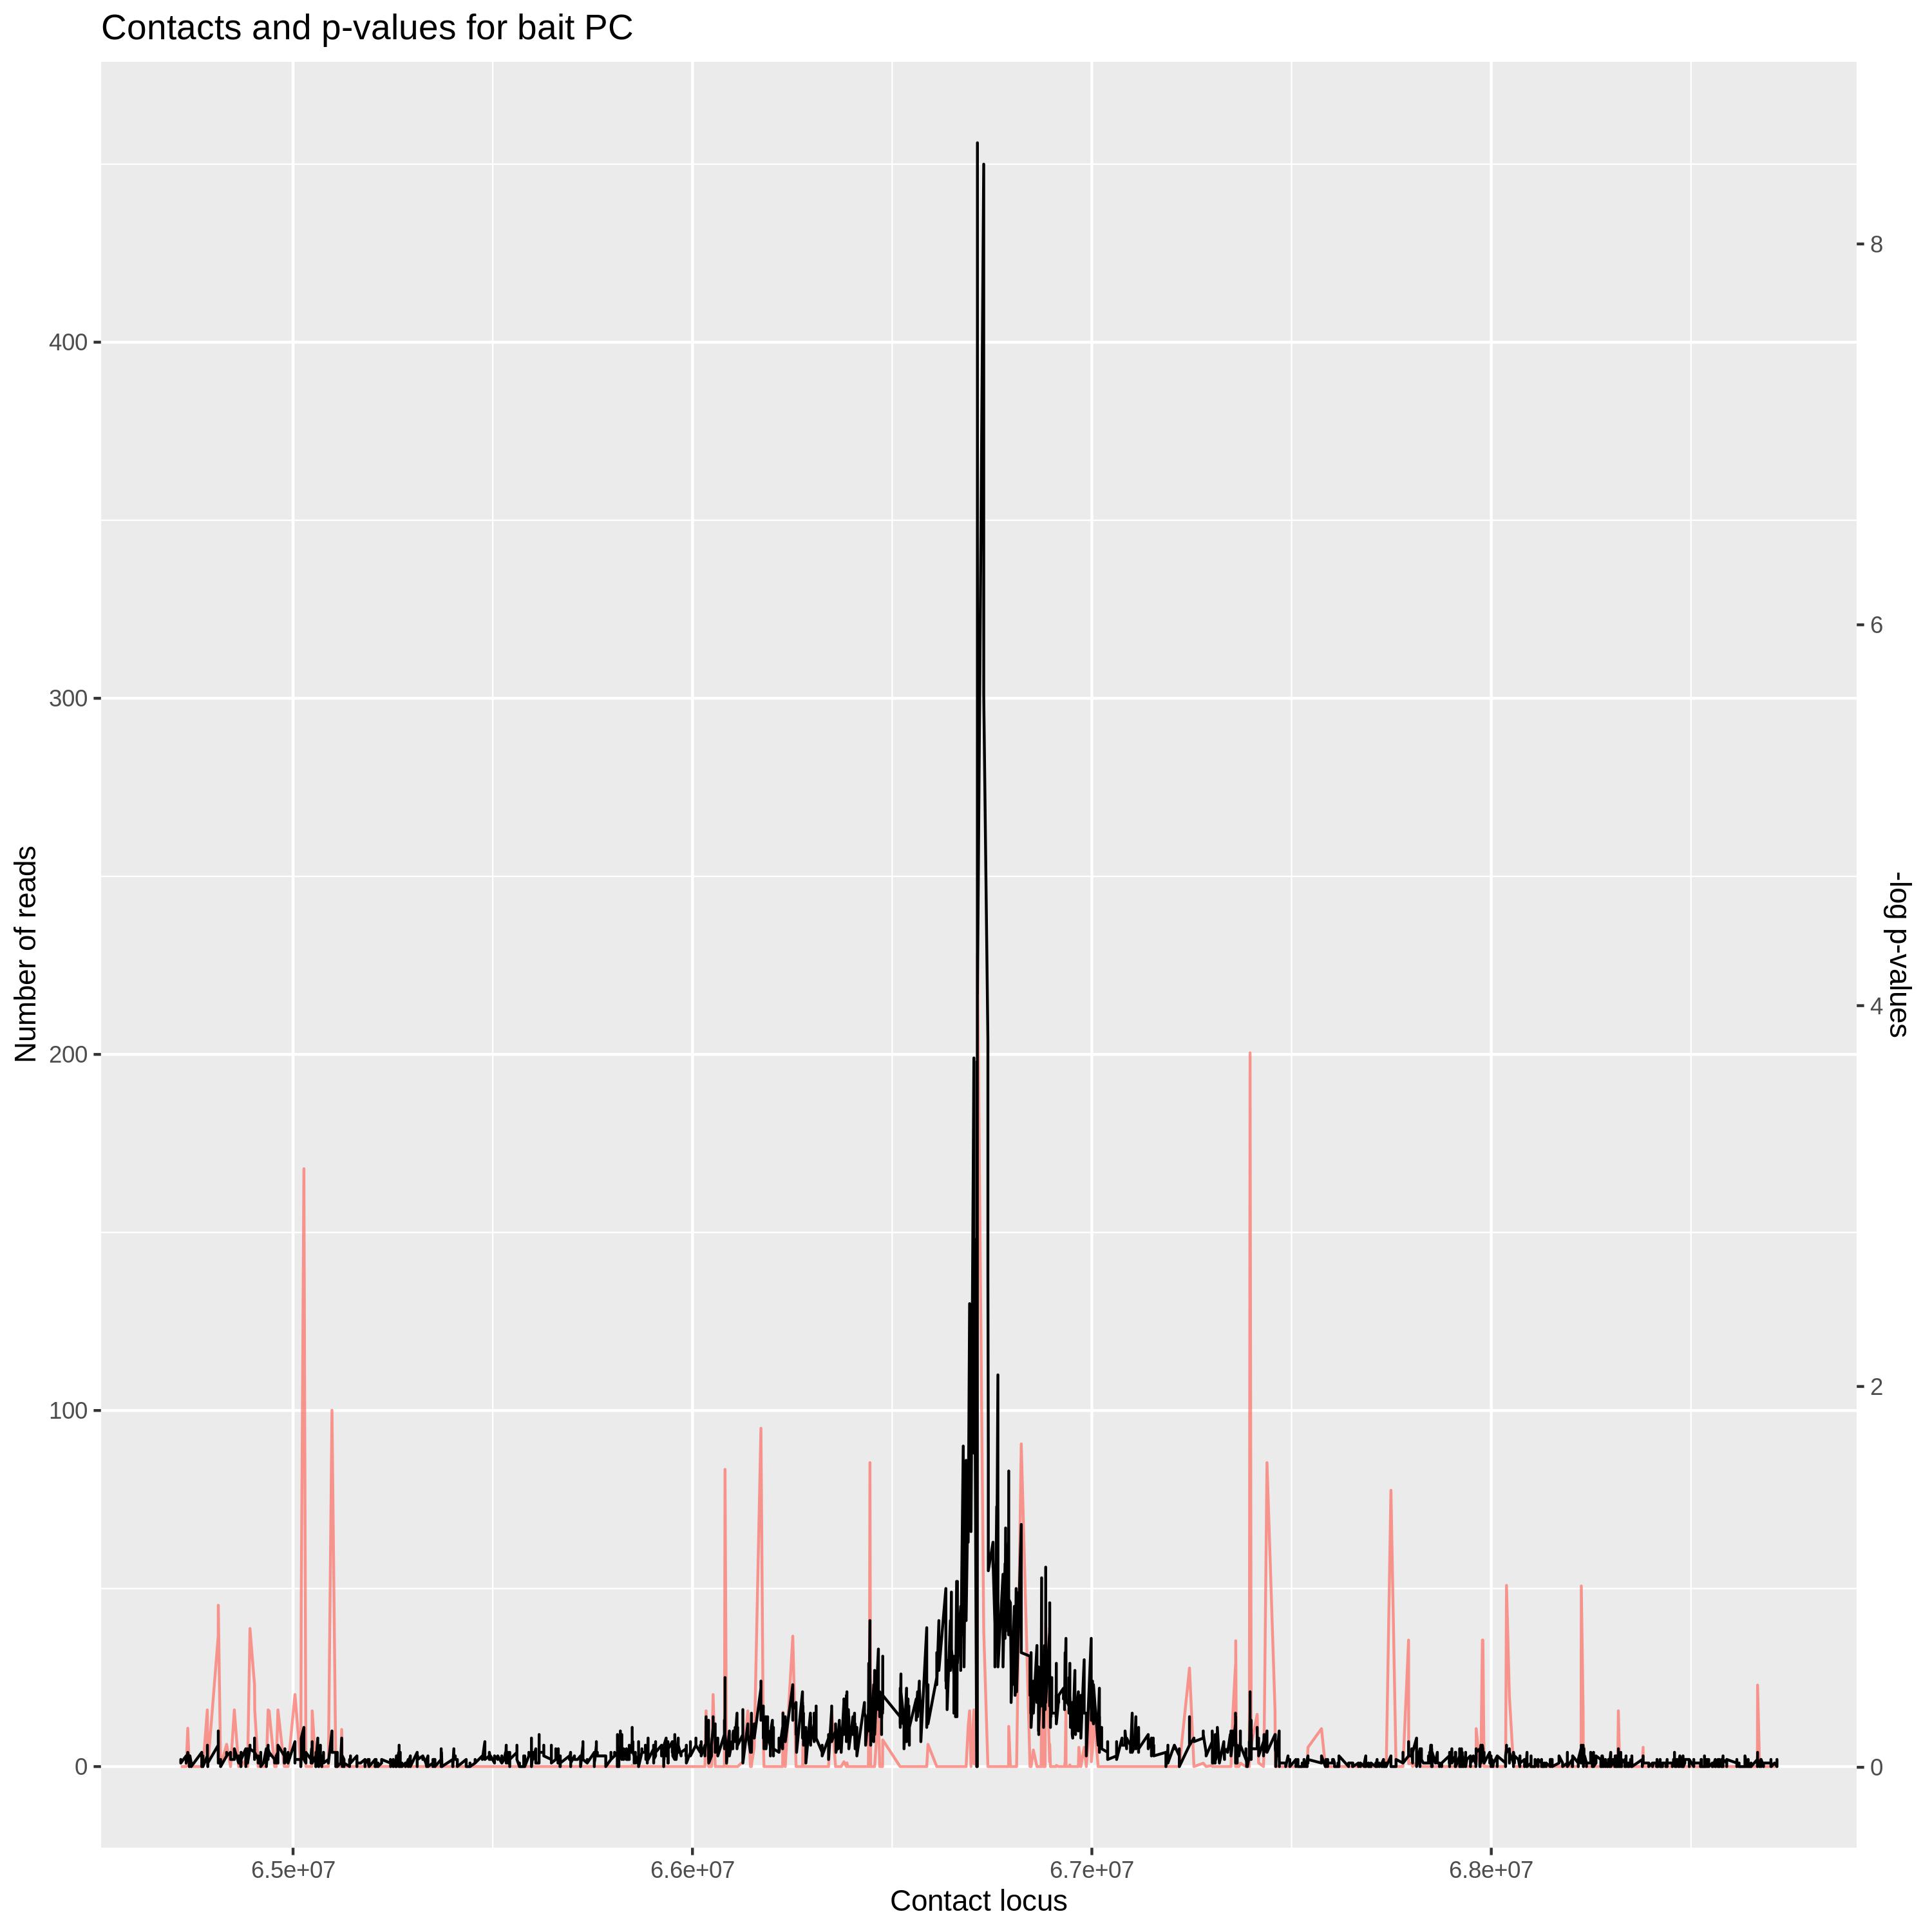 Contacts and p-values for bait PC
Number of reads
400
300
200
100
0
8
6
4
2
0
-log p-values
6.5e+07
6.6e+07
6.7e+07
6.8e+07
Contact locus